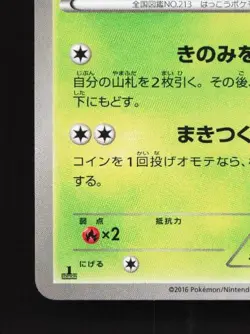 全国図鑑NO.213 はっこうポケ
きのみを
自分の山札を2枚引く。その後、
下にもどす。
まきつく
コインを1回投げオモテなら、
する。
弱点 抵抗力
×2
にげる
©2016 Pokémon/Nintendo